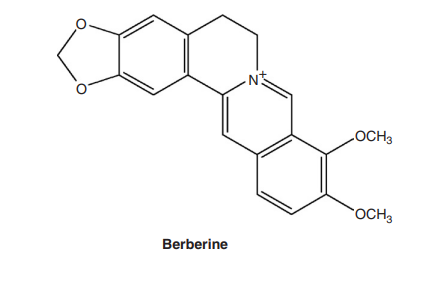 O
O
N+
OCH3
OCH3
Berberine